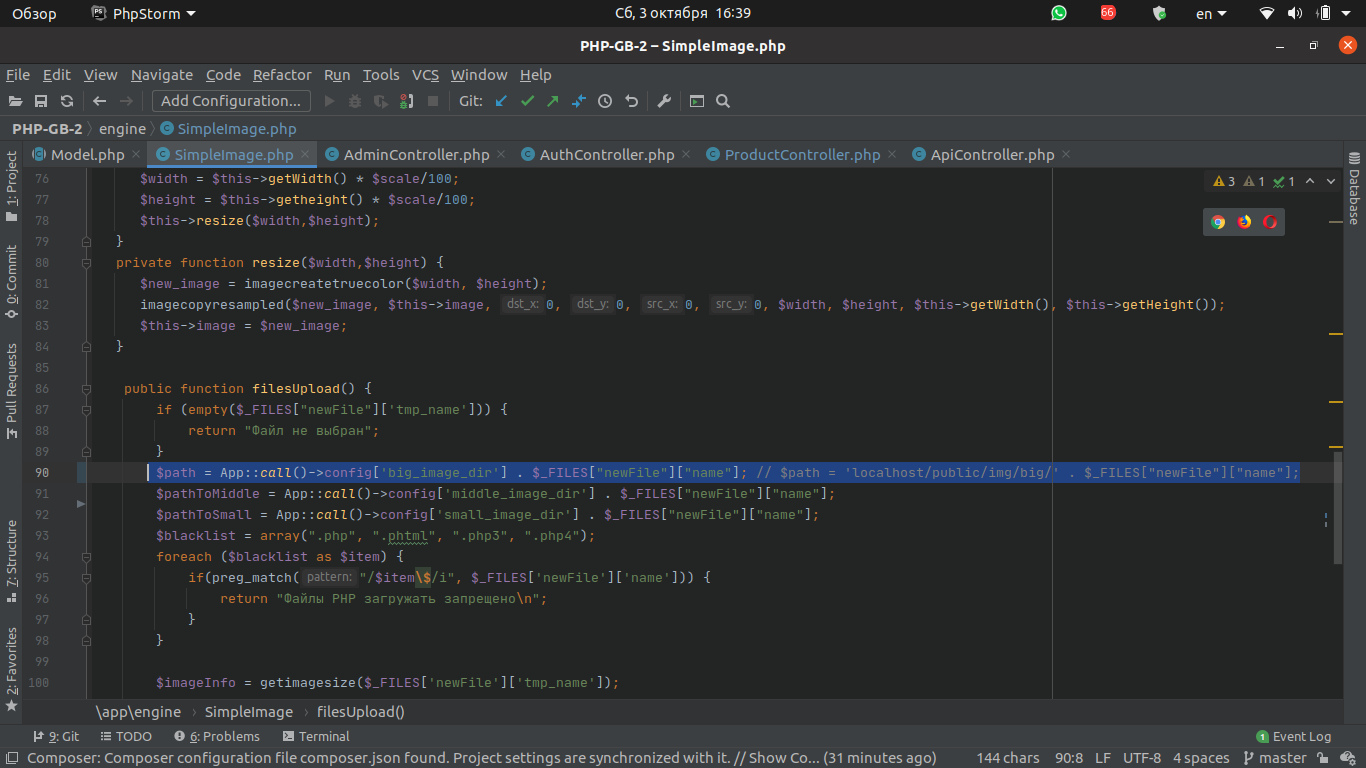 Обзор PhpStorm Сб, 3 октября 16:39 66 en
PHP-GB-2 – SimpleImage.php
File Edit View Navigate Code Refactor Run Tools VCS Window Help
Add Configuration... Git:
PHP-GB-2 engine SimpleImage.php
Model.php SimpleImage.php AdminController.php AuthController.php ProductController.php ApiController.php
1: Project
0: Commit
Pull Requests
7: Structure
2: Favorites
Database
3 1 1
76 $width = $this->getWidth() * $scale/100;
77 $height = $this->getheight() * $scale/100;
78 $this->resize($width,$height);
79 }
80 private function resize($width,$height) {
81 $new_image = imagecreatetruecolor($width, $height);
82 imagecopyresampled($new_image, $this->image, dst_x: 0, dst_y: 0, src_x: 0, src_y: 0, $width, $height, $this->getWidth(), $this->getHeight());
83 $this->image = $new_image;
84 }
85
86 public function filesUpload() {
87 if (empty($_FILES["newFile"]['tmp_name'])) {
88 return "Файл не выбран";
89 }
90 $path = App::call()->config['big_image_dir'] . $_FILES["newFile"]["name"]; // $path = 'localhost/public/img/big/' . $_FILES["newFile"]["name"];
91 $pathToMiddle = App::call()->config['middle_image_dir'] . $_FILES["newFile"]["name"];
92 $pathToSmall = App::call()->config['small_image_dir'] . $_FILES["newFile"]["name"];
93 $blacklist = array(".php", ".phtml", ".php3", ".php4");
94 foreach ($blacklist as $item) {
95 if(preg_match( pattern: "/$item\$/i", $_FILES['newFile']['name'])) {
96 return "Файлы PHP загружать запрещено\n";
97 }
98 }
99
100 $imageInfo = getimagesize($_FILES['newFile']['tmp_name']);
\app\engine › SimpleImage › filesUpload()
9: Git TODO 6: Problems Terminal 1 Event Log
Composer: Composer configuration file composer.json found. Project settings are synchronized with it. // Show Co... (31 minutes ago) 144 chars 90:8 LF UTF-8 4 spaces master